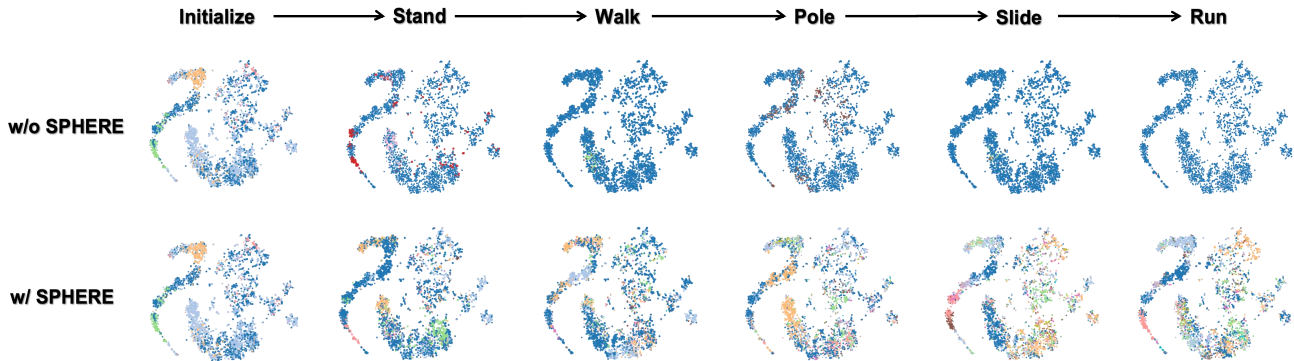 Initialize Stand Walk Pole Slide Run
w/o SPHERE
w/ SPHERE